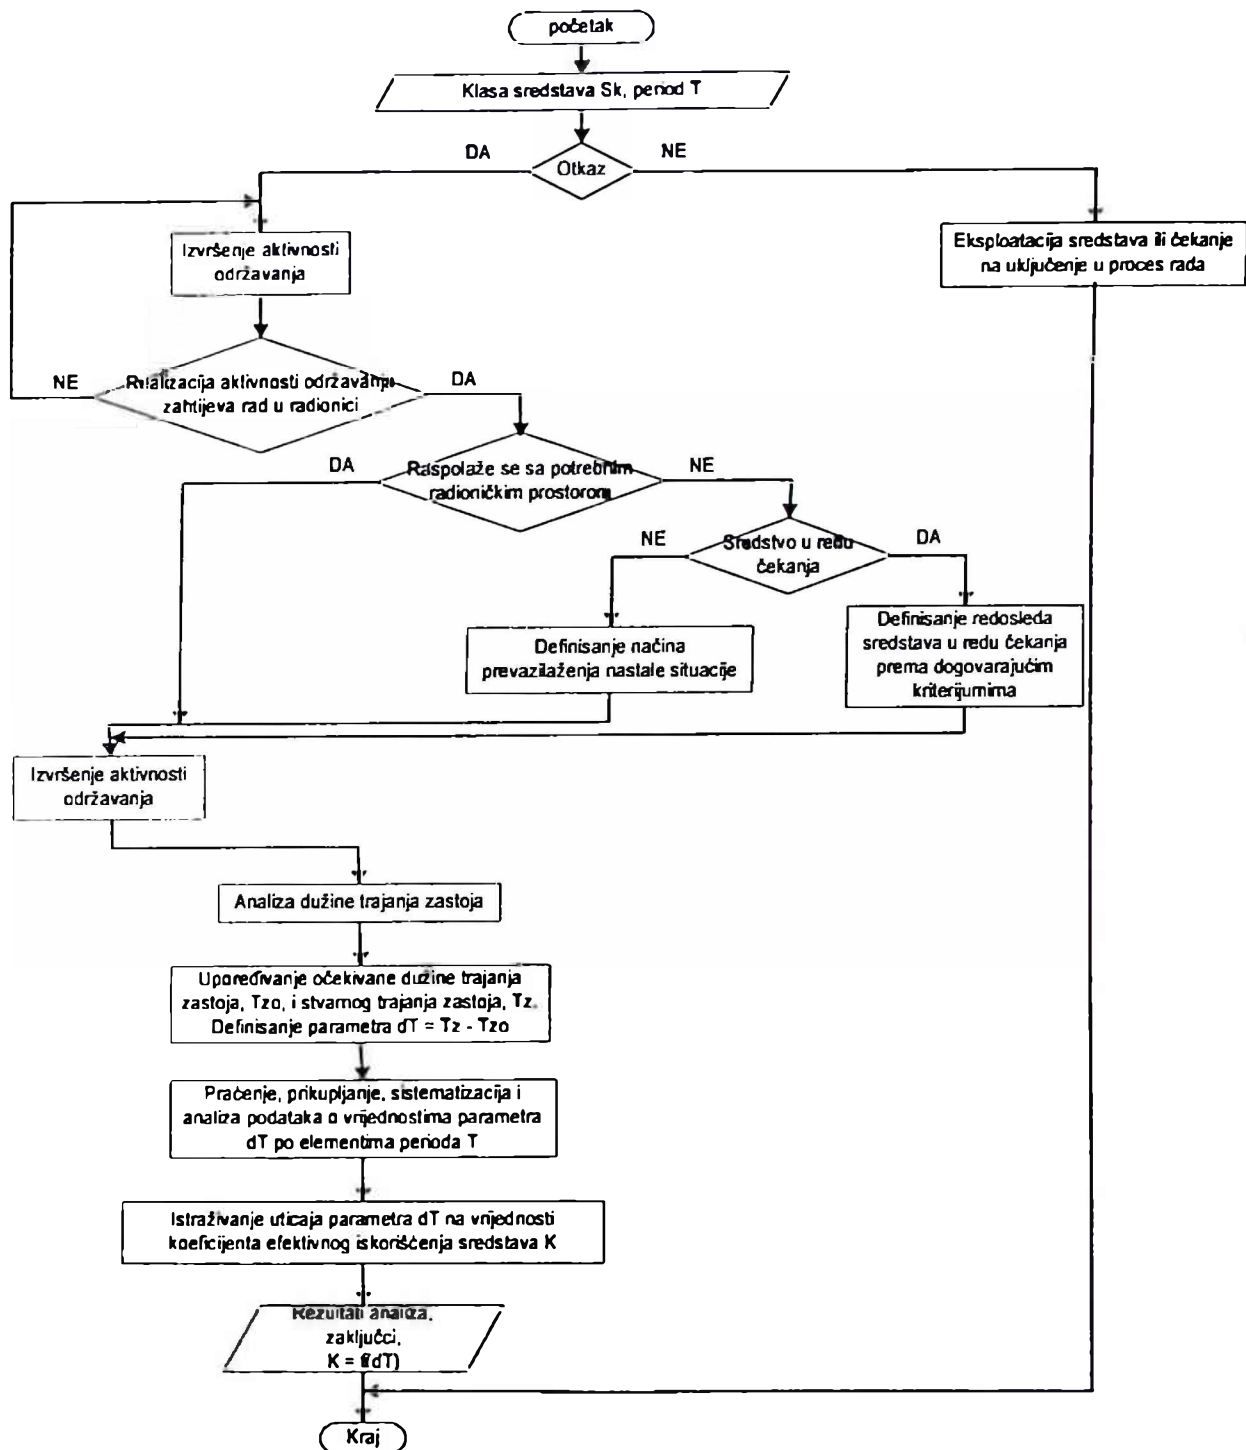 početak
Klasa sredstava Sk, period T
DA
NE
Otkaz
Izvršenje aktivnosti
održavanja
Eksploatacija sredstava ili čekanje
na uključenje u proces rada
NE
Realizacija aktivnosti održavanja
zahtijeva rad u radionici
DA
DA
Raspolaže se sa potrebnim
radioničkim prostorom
NE
NE
Sredstvo u redu
čekanja
DA
Definisanje načina
prevazilaženja nastale situacije
Definisanje redosleda
sredstava u redu čekanja
prema dogovarajućim
kriterijumima
Izvršenje aktivnosti
održavanja
Analiza dužine trajanja zastoja
Upoređivanje očekivane dužine trajanja
zastoja, Tzo, i stvarnog trajanja zastoja, Tz.
Definisanje parametra dT = Tz - Tzo
Praćenje, prikupljanje, sistematizacija i
analiza podataka o vrijednostima parametra
dT po elementima perioda T
Istraživanje uticaja parametra dT na vrijednosti
koeficijenta efektivnog iskorišćenja sredstava K
Rezultati analiza,
zaključci,
K = f(dT)
Kraj